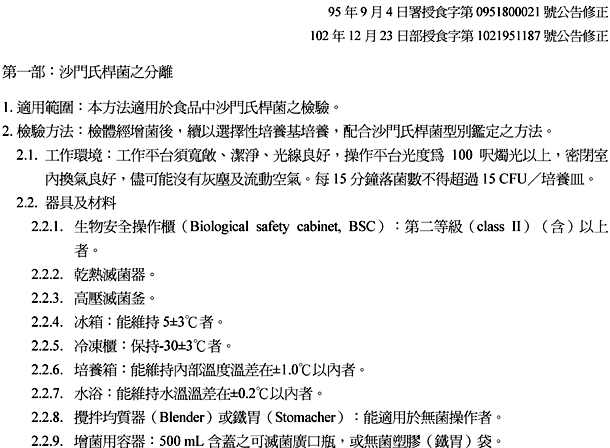 95 年 9 月 4 日署授食字第 0951800021 號公告修正
102 年 12 月 23 日部授食字第 1021951187 號公告修正
第一部：沙門氏桿菌之分離
1. 適用範圍：本方法適用於食品中沙門氏桿菌之檢驗。
2. 檢驗方法：檢體經增菌後，續以選擇性培養基培養，配合沙門氏桿菌型別鑑定之方法。
2.1. 工作環境：工作平台須寬敞、潔淨、光線良好，操作平台光度爲 100 呎燭光以上，密閉室
內換氣良好，儘可能沒有灰塵及流動空氣。每 15 分鐘落菌數不得超過 15 CFU／培養皿。
2.2. 器具及材料
2.2.1. 生物安全操作櫃（Biological safety cabinet, BSC）：第二等級（class II）（含）以上
者。
2.2.2. 乾熱滅菌器。
2.2.3. 高壓滅菌釜。
2.2.4. 冰箱：能維持 5±3℃者。
2.2.5. 冷凍櫃：保持-30±3℃者。
2.2.6. 培養箱：能維持內部溫度溫差在±1.0℃以內者。
2.2.7. 水浴：能維持水溫溫差在±0.2℃以內者。
2.2.8. 攪拌均質器（Blender）或鐵胃（Stomacher）：能適用於無菌操作者。
2.2.9. 增菌用容器：500 mL 含蓋之可滅菌廣口瓶，或無菌塑膠（鐵胃）袋。